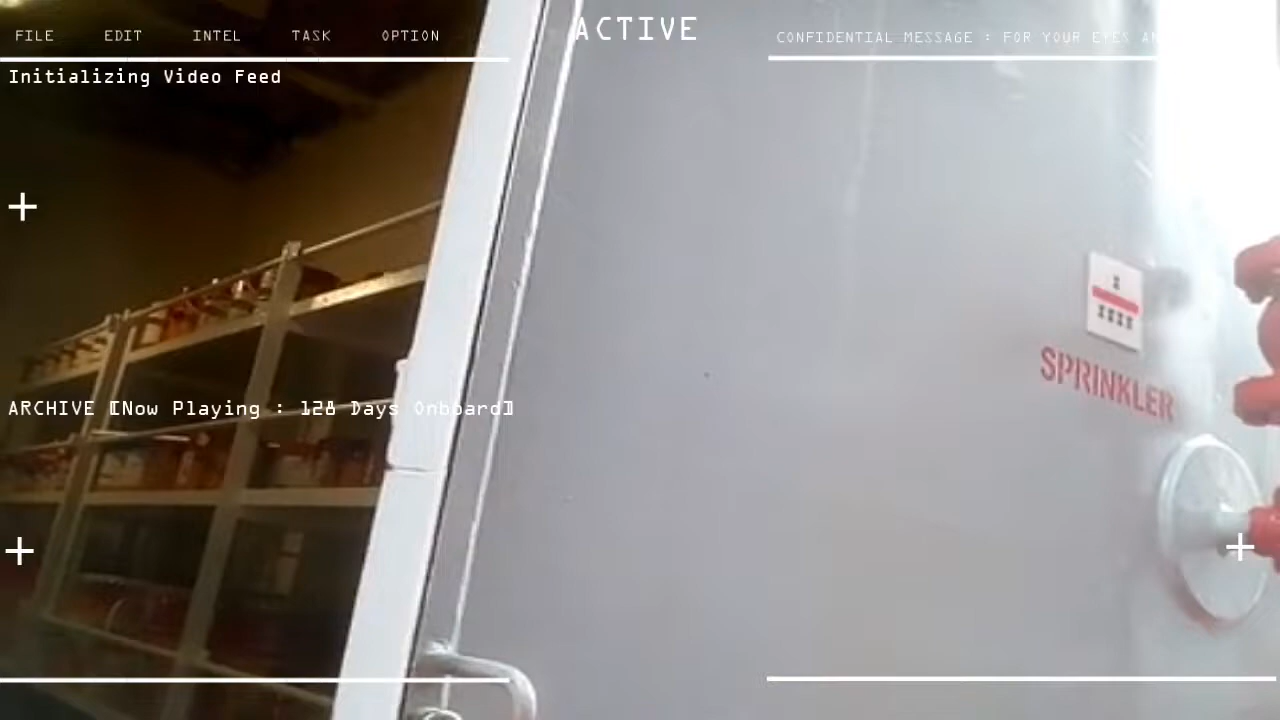 FILE EDIT INTEL TASK OPTION
ACTIVE
CONFIDENTIAL MESSAGE : FOR YOUR EYES AN
Initializing Video Feed
SPRINKLER
ARCHIVE [Now Playing : 128 Days Onboard]